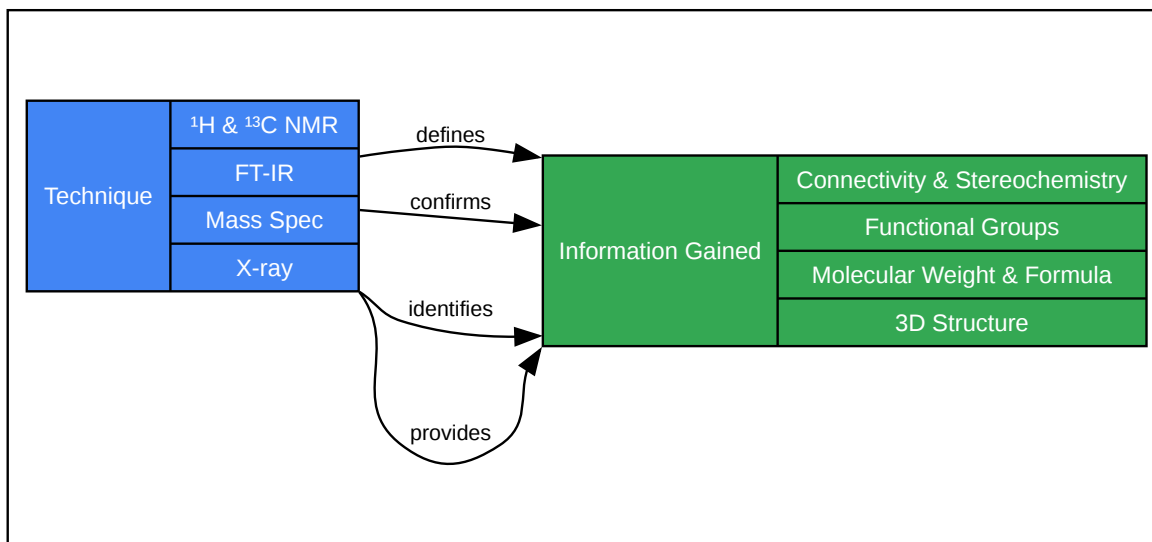 Technique
¹H & ¹³C NMR
FT-IR
Mass Spec
X-ray
defines
confirms
identifies
provides
Information Gained
Connectivity & Stereochemistry
Functional Groups
Molecular Weight & Formula
3D Structure